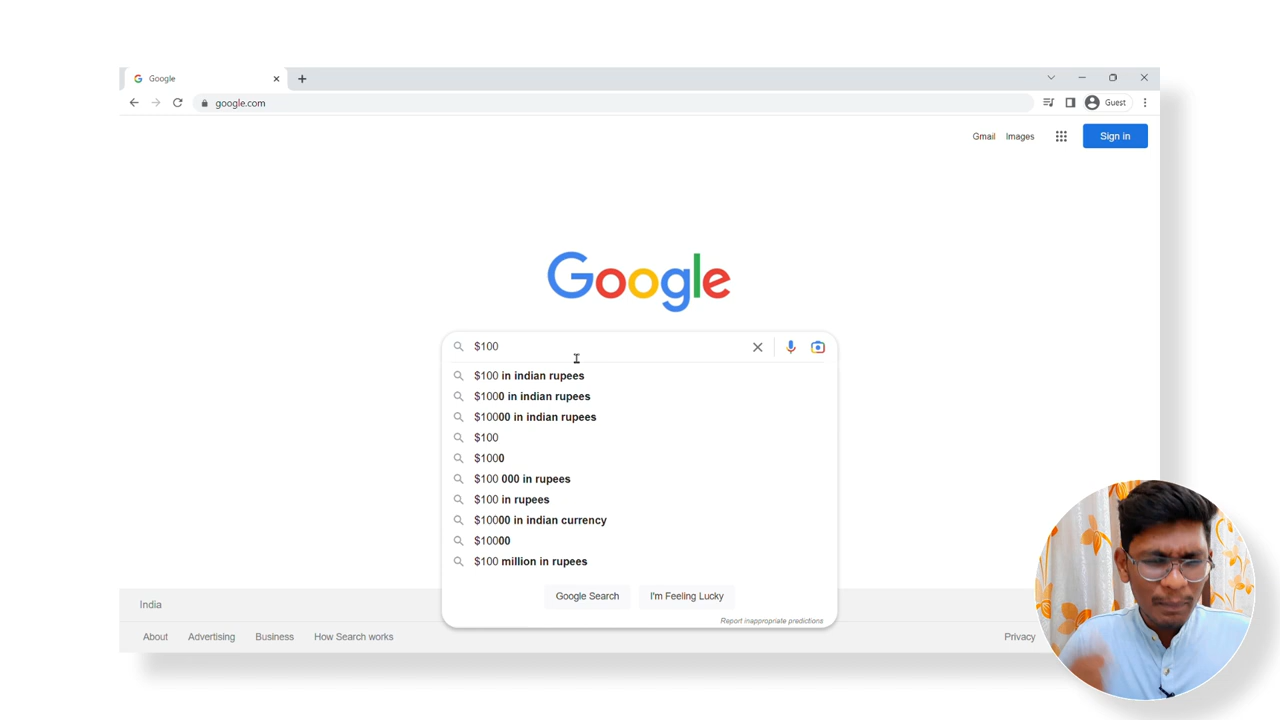 Google
google.com
Guest
Gmail Images
Sign in
Google
$100
$100 in indian rupees
$1000 in indian rupees
$10000 in indian rupees
$100
$1000
$100 000 in rupees
$100 in rupees
$10000 in indian currency
$10000
$100 million in rupees
Google Search I'm Feeling Lucky
Report inappropriate predictions
India
About Advertising Business How Search works Privacy